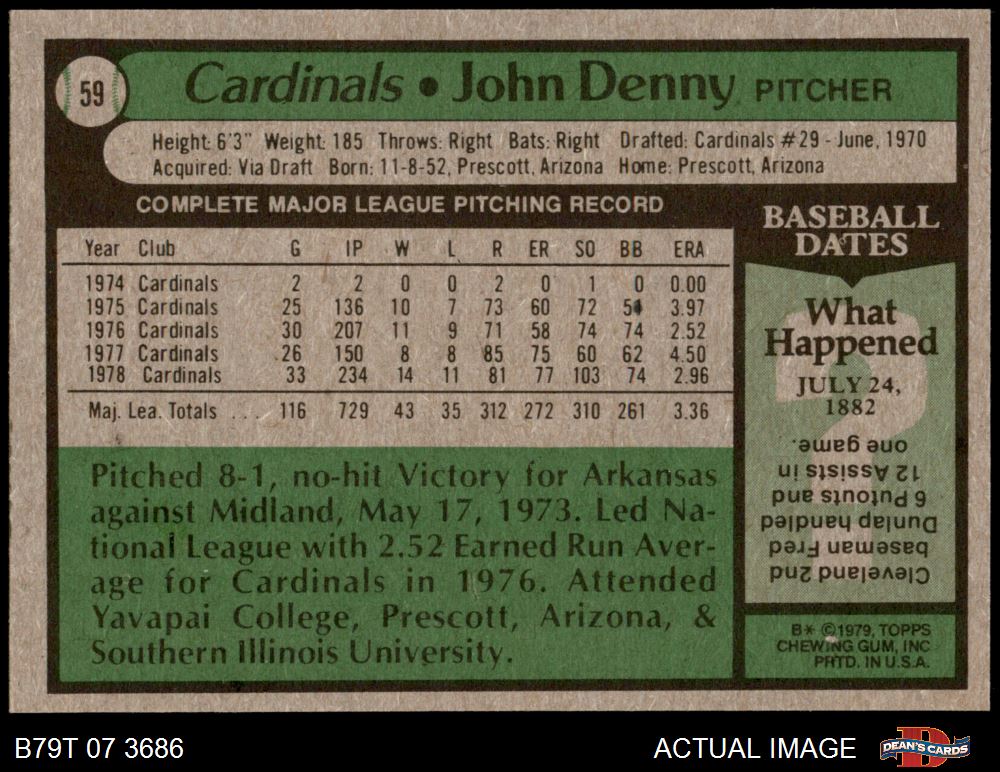 59
Cardinals • John Denny PITCHER
Height: 6'3" Weight: 185 Throws: Right Bats: Right Drafted: Cardinals #29 - June, 1970
Acquired: Via Draft Born: 11-8-52, Prescott, Arizona Home: Prescott, Arizona
COMPLETE MAJOR LEAGUE PITCHING RECORD
Year Club G IP W L R ER SO BB ERA
1974 Cardinals 2 2 0 0 2 0 1 0 0.00
1975 Cardinals 25 136 10 7 73 60 72 51 3.97
1976 Cardinals 30 207 11 9 71 58 74 74 2.52
1977 Cardinals 26 150 8 8 85 75 60 62 4.50
1978 Cardinals 33 234 14 11 81 77 103 74 2.96
Maj. Lea. Totals . . . 116 729 43 35 312 272 310 261 3.36
Pitched 8-1, no-hit Victory for Arkansas
against Midland, May 17, 1973. Led Na-
tional League with 2.52 Earned Run Aver-
age for Cardinals in 1976. Attended
Yavapai College, Prescott, Arizona, &
Southern Illinois University.
BASEBALL
DATES
What
Happened
JULY 24,
1882
Cleveland 2nd
baseman Fred
Dunlap handled
6 Putouts and
12 Assists in
one game.
B* ©1979, TOPPS
CHEWING GUM, INC
PRTD. IN U.S.A.
B79T 07 3686
ACTUAL IMAGE
DEAN'S CARDS